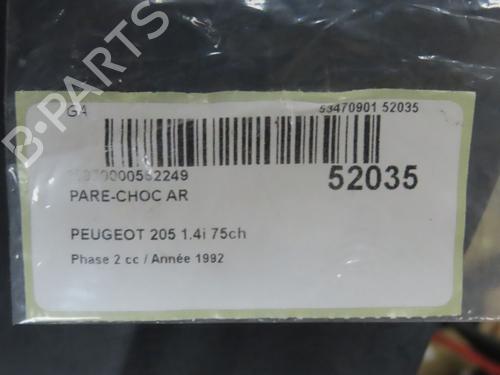 B-PARTS
GA
53470901 52035
52035
PARE-CHOC AR
PEUGEOT 205 1.4i 75ch
Phase 2 cc / Année 1992